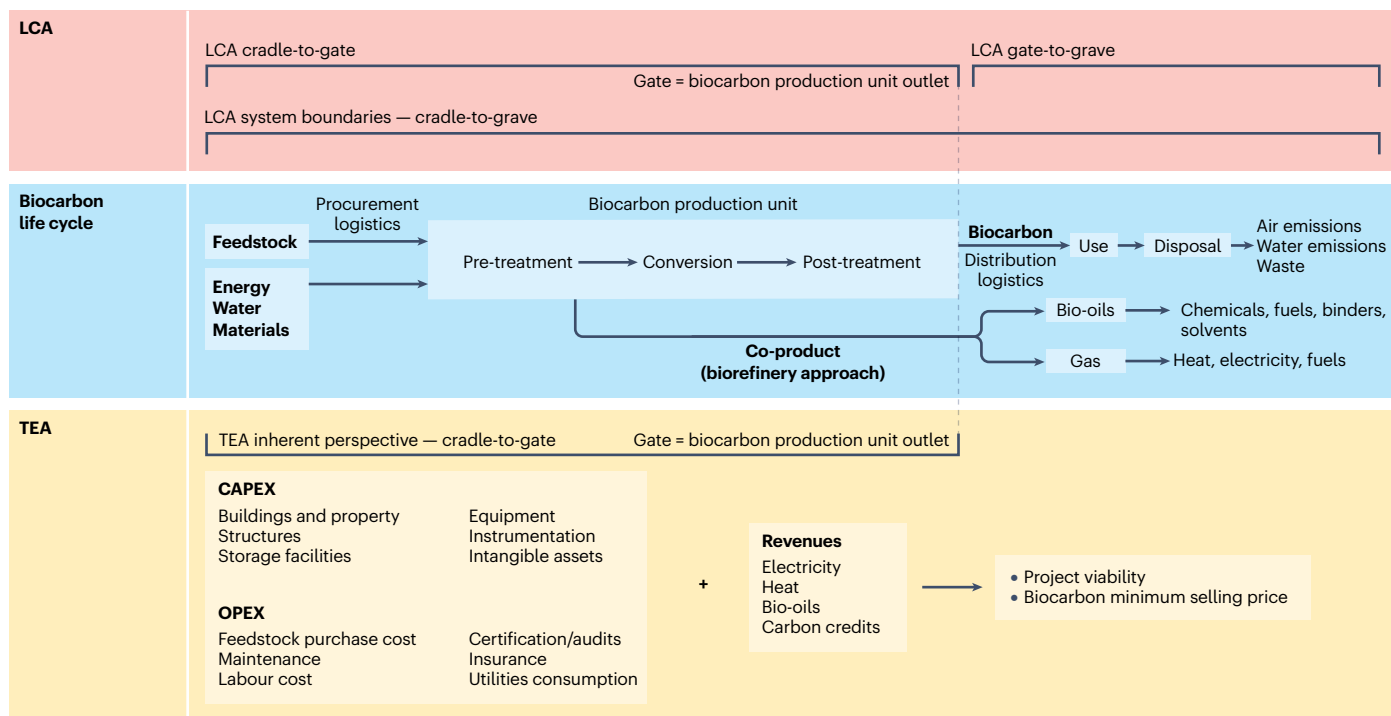 LCA
LCA cradle-to-gate
Gate = biocarbon production unit outlet
LCA gate-to-grave
LCA system boundaries — cradle-to-grave
Biocarbon
life cycle
Feedstock
Energy
Water
Materials
Procurement
logistics
Biocarbon production unit
Pre-treatment
Conversion
Post-treatment
Biocarbon
Distribution
logistics
Use
Disposal
Air emissions
Water emissions
Waste
Co-product
(biorefinery approach)
Bio-oils
Chemicals, fuels, binders,
solvents
Gas
Heat, electricity, fuels
TEA
TEA inherent perspective — cradle-to-gate
Gate = biocarbon production unit outlet
CAPEX
Buildings and property
Structures
Storage facilities
Equipment
Instrumentation
Intangible assets
OPEX
Feedstock purchase cost
Maintenance
Labour cost
Certification/audits
Insurance
Utilities consumption
+
Revenues
Electricity
Heat
Bio-oils
Carbon credits
• Project viability
• Biocarbon minimum selling price